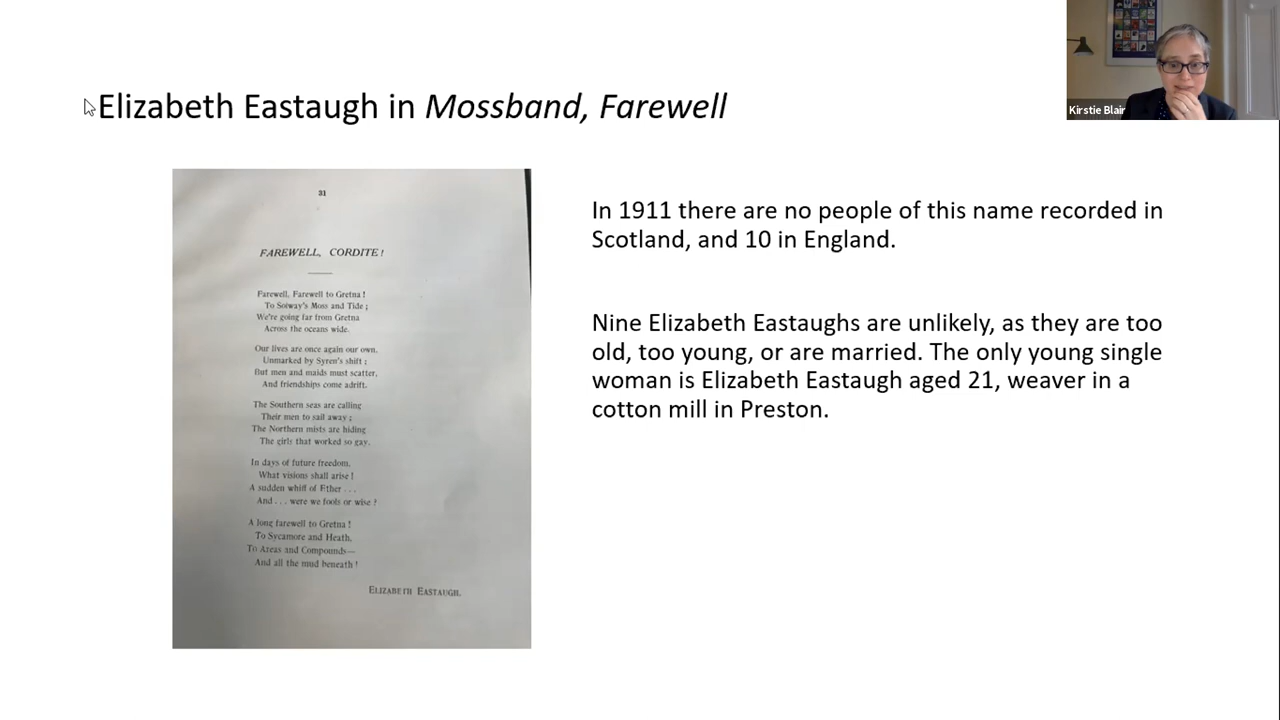 Kirstie Blair
Elizabeth Eastaugh in Mossband, Farewell
31
FAREWELL, CORDITE!
Farewell, Farewell to Gretna!
To Solway's Moss and Tide;
We're going far from Gretna
Across the oceans wide.
Our lives are once again our own,
Unmarked by Syren's shift;
But men and maids must scatter,
And friendships come adrift.
The Southern seas are calling
Their men to sail away;
The Northern mists are hiding
The girls that worked so gay.
In days of future freedom,
What visions shall arise!
A sudden whiff of Ether . . .
And . . . were we fools or wise?
A long farewell to Gretna!
To Sycamore and Heath,
To Areas and Compounds—
And all the mud beneath!
ELIZABETH EASTAUGH.
In 1911 there are no people of this name recorded in
Scotland, and 10 in England.
Nine Elizabeth Eastaughs are unlikely, as they are too
old, too young, or are married. The only young single
woman is Elizabeth Eastaugh aged 21, weaver in a
cotton mill in Preston.